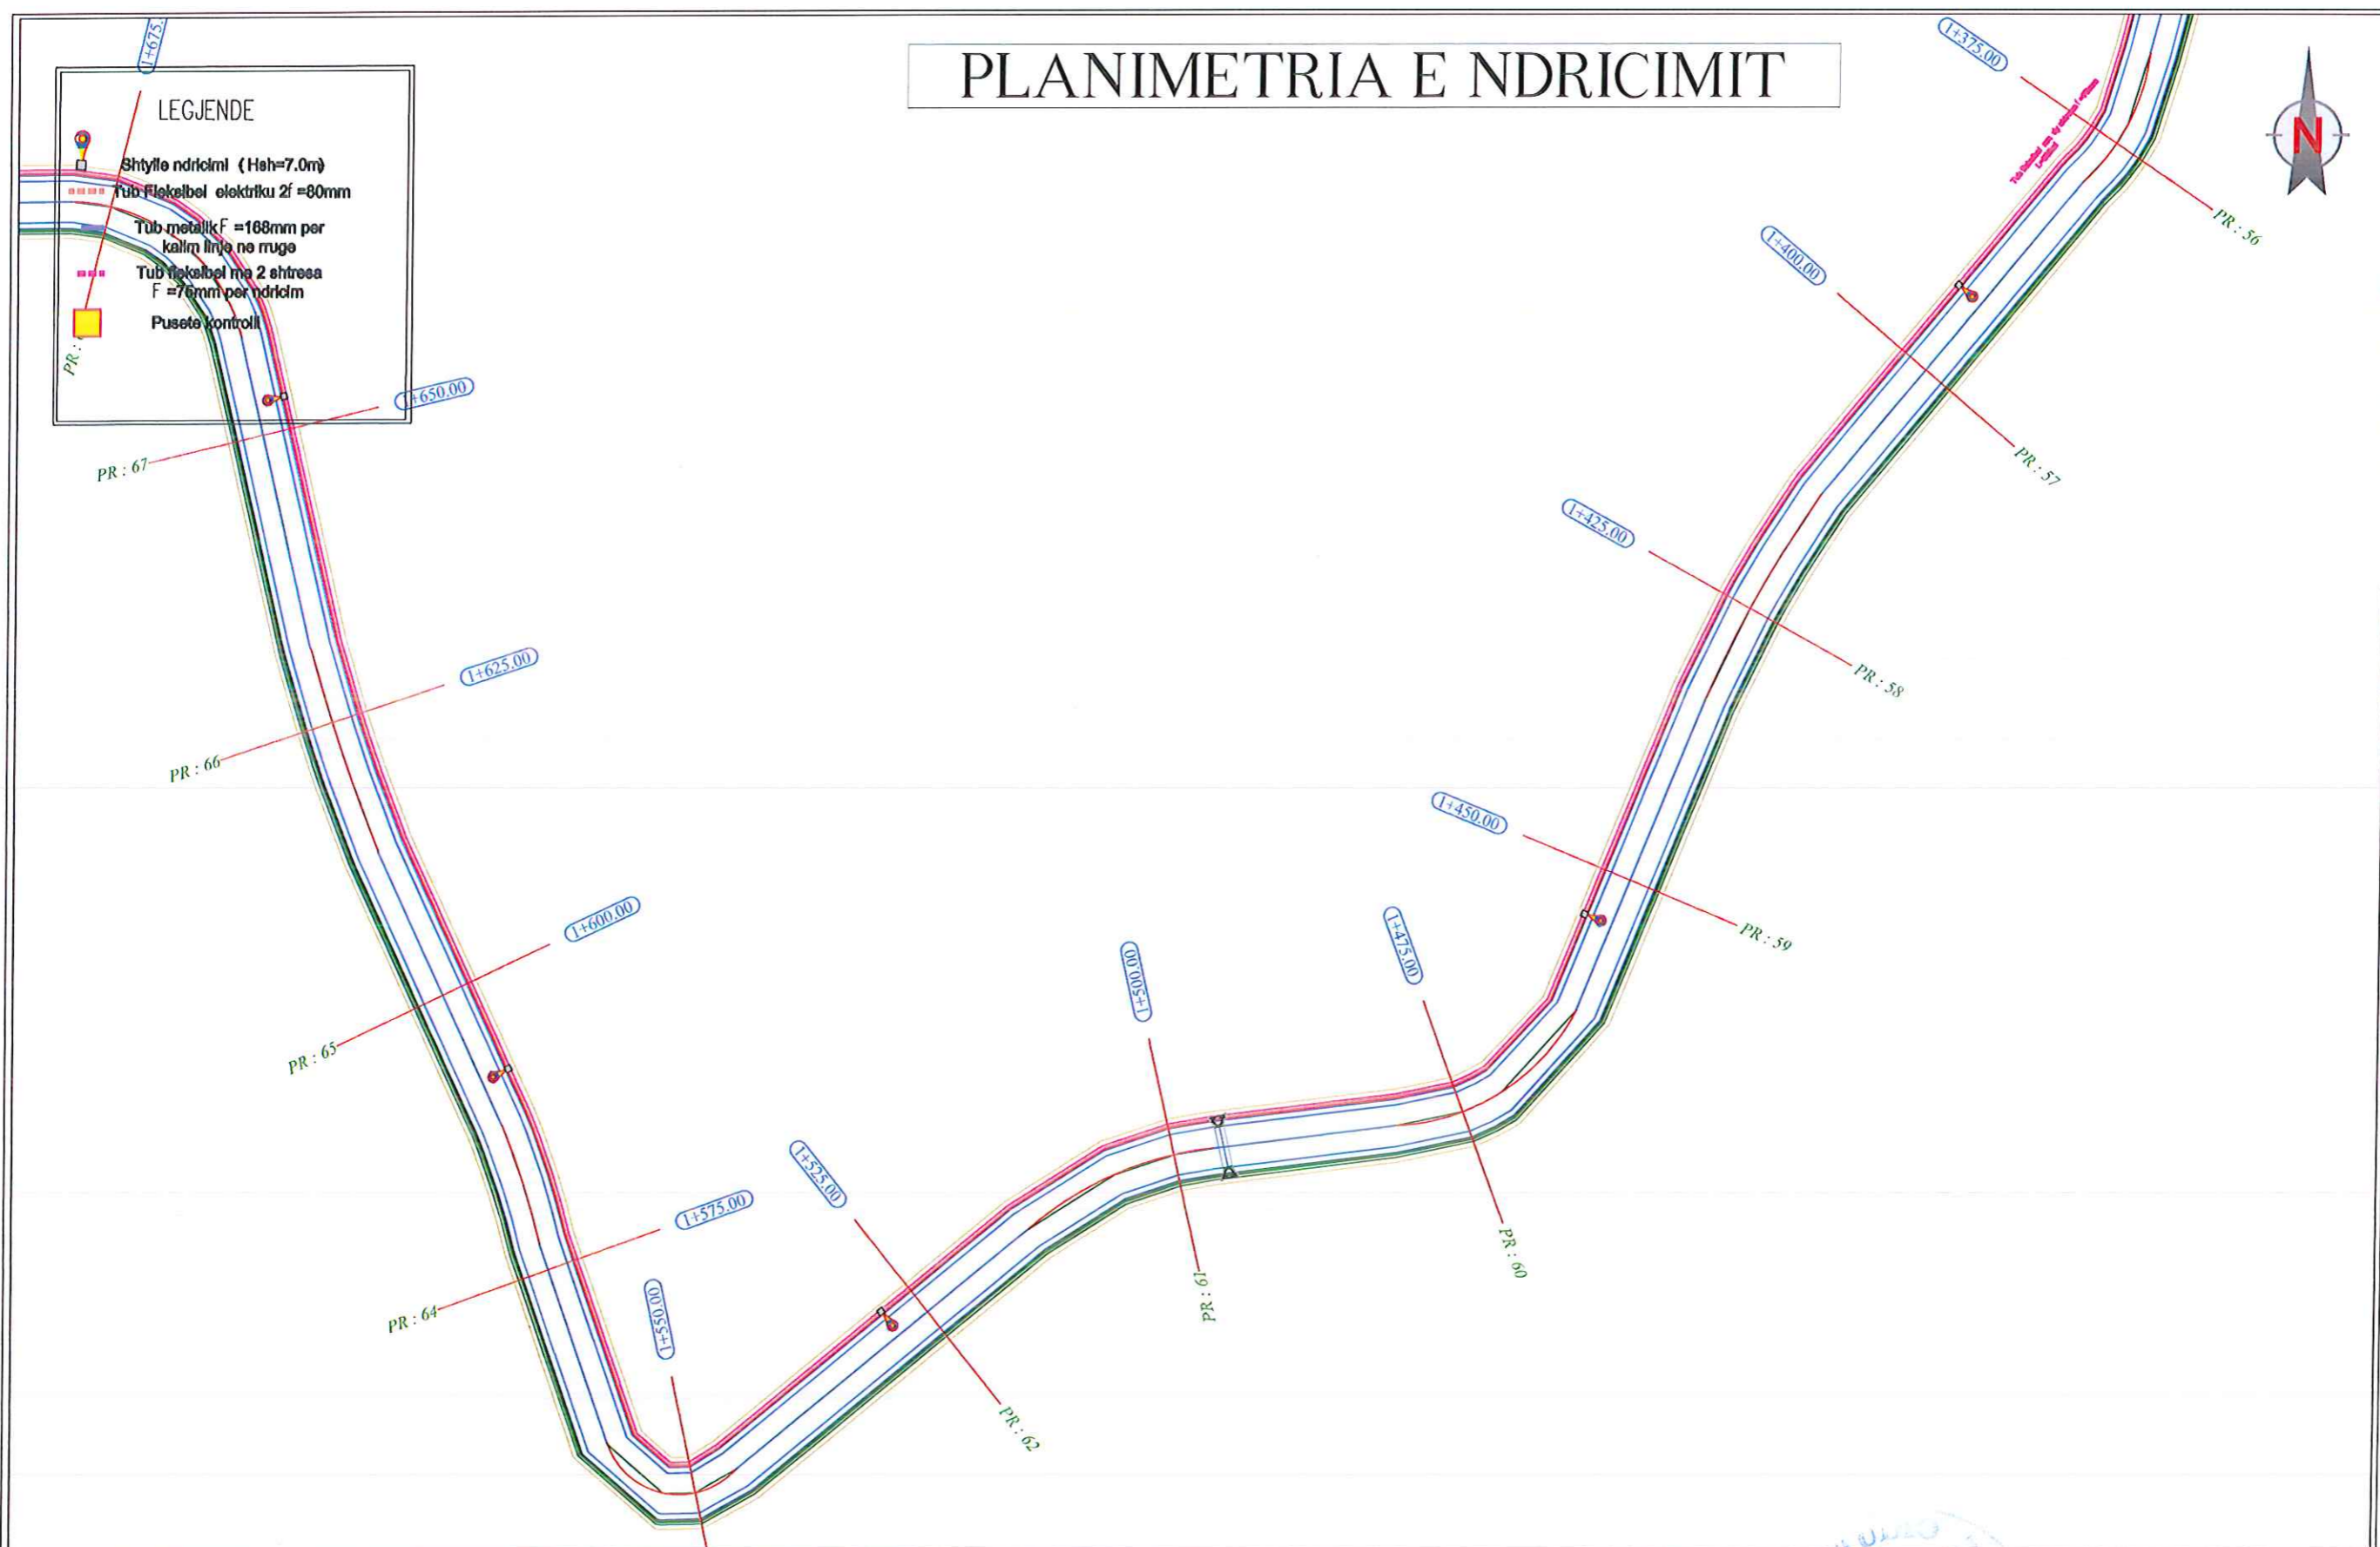 PLANIMETRIA E NDRICIMIT
N
LEGJENDE
Shtylle ndricimi (Hsh=7.0m)
Tub Fleksibel elektriku 2f =80mm
Tub metalik F =168mm per
kalim linje ne rruge
Tub fleksibel me 2 shtresa
F =75mm per ndricim
Pusete kontrolli
1+675.
PR :
1+650.00
PR : 67
1+625.00
PR : 66
1+600.00
PR : 65
1+575.00
PR : 64
1+550.00
1+525.00
PR : 62
1+500.00
PR : 61
1+475.00
PR : 60
1+450.00
PR : 59
1+425.00
PR : 58
1+400.00
PR : 57
1+375.00
PR : 56